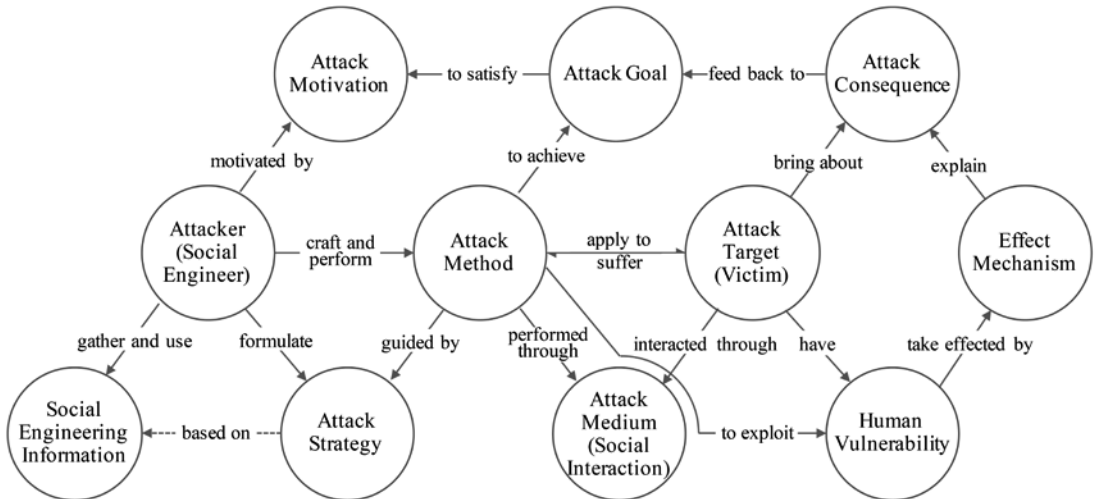 Attack
Motivation
to satisfy
Attack Goal
feed back to
Attack
Consequence
motivated by
to achieve
bring about
explain
Attacker
(Social
Engineer)
craft and
perform
Attack
Method
apply to
suffer
Attack
Target
(Victim)
Effect
Mechanism
gather and use
formulate
guided by
performed
through
interacted through
have
take effected by
Social
Engineering
Information
based on
Attack
Strategy
Attack
Medium
(Social
Interaction)
to exploit
Human
Vulnerability